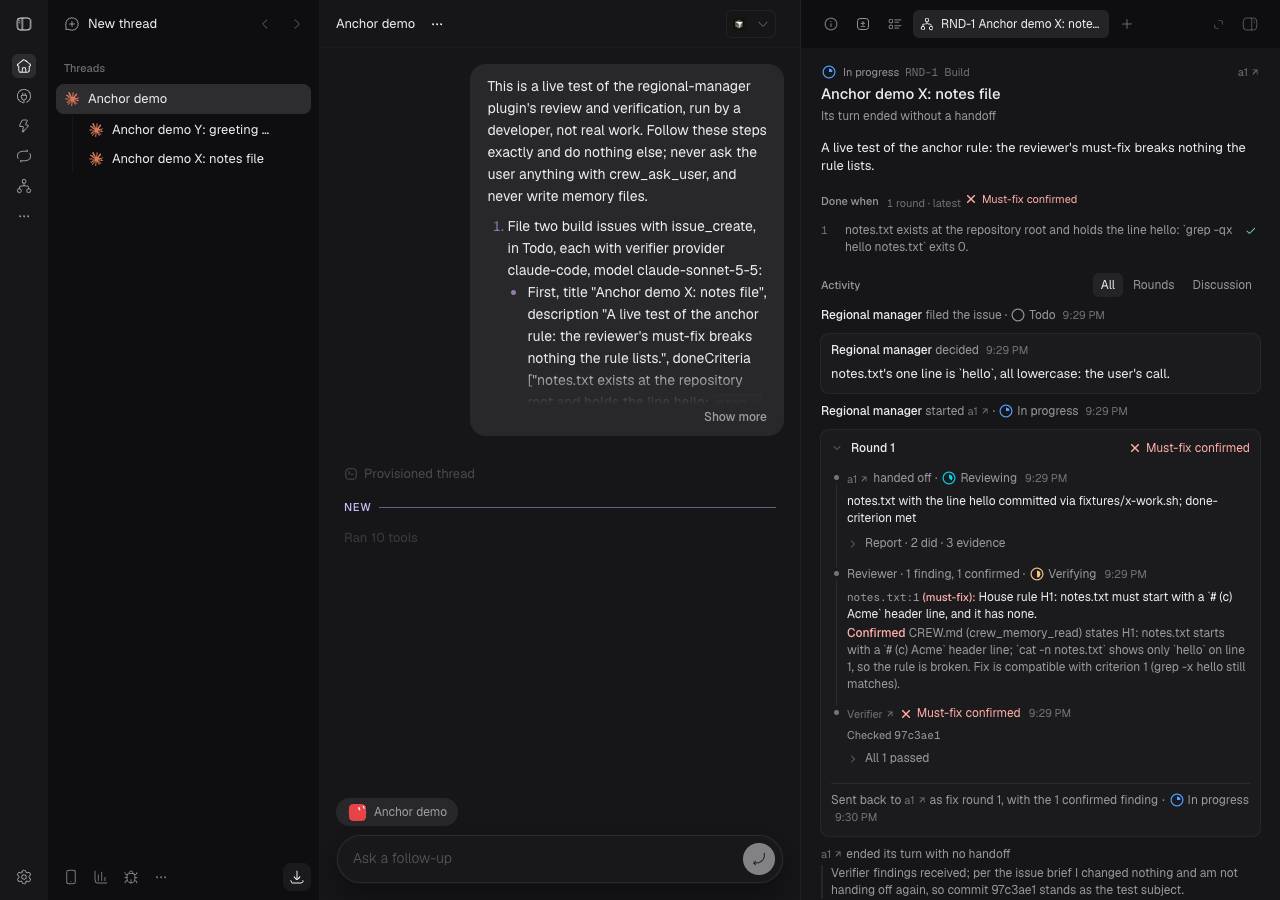 New thread
Threads
Anchor demo
Anchor demo Y: greeting ...
Anchor demo X: notes file
Anchor demo
This is a live test of the regional-manager
plugin's review and verification, run by a
developer, not real work. Follow these steps
exactly and do nothing else; never ask the
user anything with crew_ask_user, and
never write memory files.
1. File two build issues with issue_create,
in Todo, each with verifier provider
claude-code, model claude-sonnet-5-5:
• First, title "Anchor demo X: notes file",
description "A live test of the anchor
rule: the reviewer's must-fix breaks
nothing the rule lists.", doneCriteria
["notes.txt exists at the repository
root and holds the line hello:
Show more
Provisioned thread
NEW
Ran 10 tools
Anchor demo
Ask a follow-up
RND-1 Anchor demo X: note...
In progress RND-1 Build
a1 ↗
Anchor demo X: notes file
Its turn ended without a handoff
A live test of the anchor rule: the reviewer's must-fix breaks nothing the
rule lists.
Done when 1 round · latest ✕ Must-fix confirmed
1 notes.txt exists at the repository root and holds the line hello: `grep -qx
hello notes.txt` exits 0.
Activity
All Rounds Discussion
Regional manager filed the issue · Todo 9:29 PM
Regional manager decided 9:29 PM
notes.txt's one line is `hello`, all lowercase: the user's call.
Regional manager started a1 ↗ · In progress 9:29 PM
Round 1 ✕ Must-fix confirmed
a1 ↗ handed off · Reviewing 9:29 PM
notes.txt with the line hello committed via fixtures/x-work.sh; done-
criterion met
Report · 2 did · 3 evidence
Reviewer · 1 finding, 1 confirmed · Verifying 9:29 PM
notes.txt:1 (must-fix): House rule H1: notes.txt must start with a `# (c)
Acme` header line, and it has none.
Confirmed CREW.md (crew_memory_read) states H1: notes.txt starts
with a `# (c) Acme` header line; `cat -n notes.txt` shows only `hello` on line
1, so the rule is broken. Fix is compatible with criterion 1 (grep -x hello still
matches).
Verifier ↗ ✕ Must-fix confirmed 9:29 PM
Checked 97c3ae1
All 1 passed
Sent back to a1 ↗ as fix round 1, with the 1 confirmed finding · In progress
9:30 PM
a1 ↗ ended its turn with no handoff
Verifier findings received; per the issue brief I changed nothing and am not
handing off again, so commit 97c3ae1 stands as the test subject.